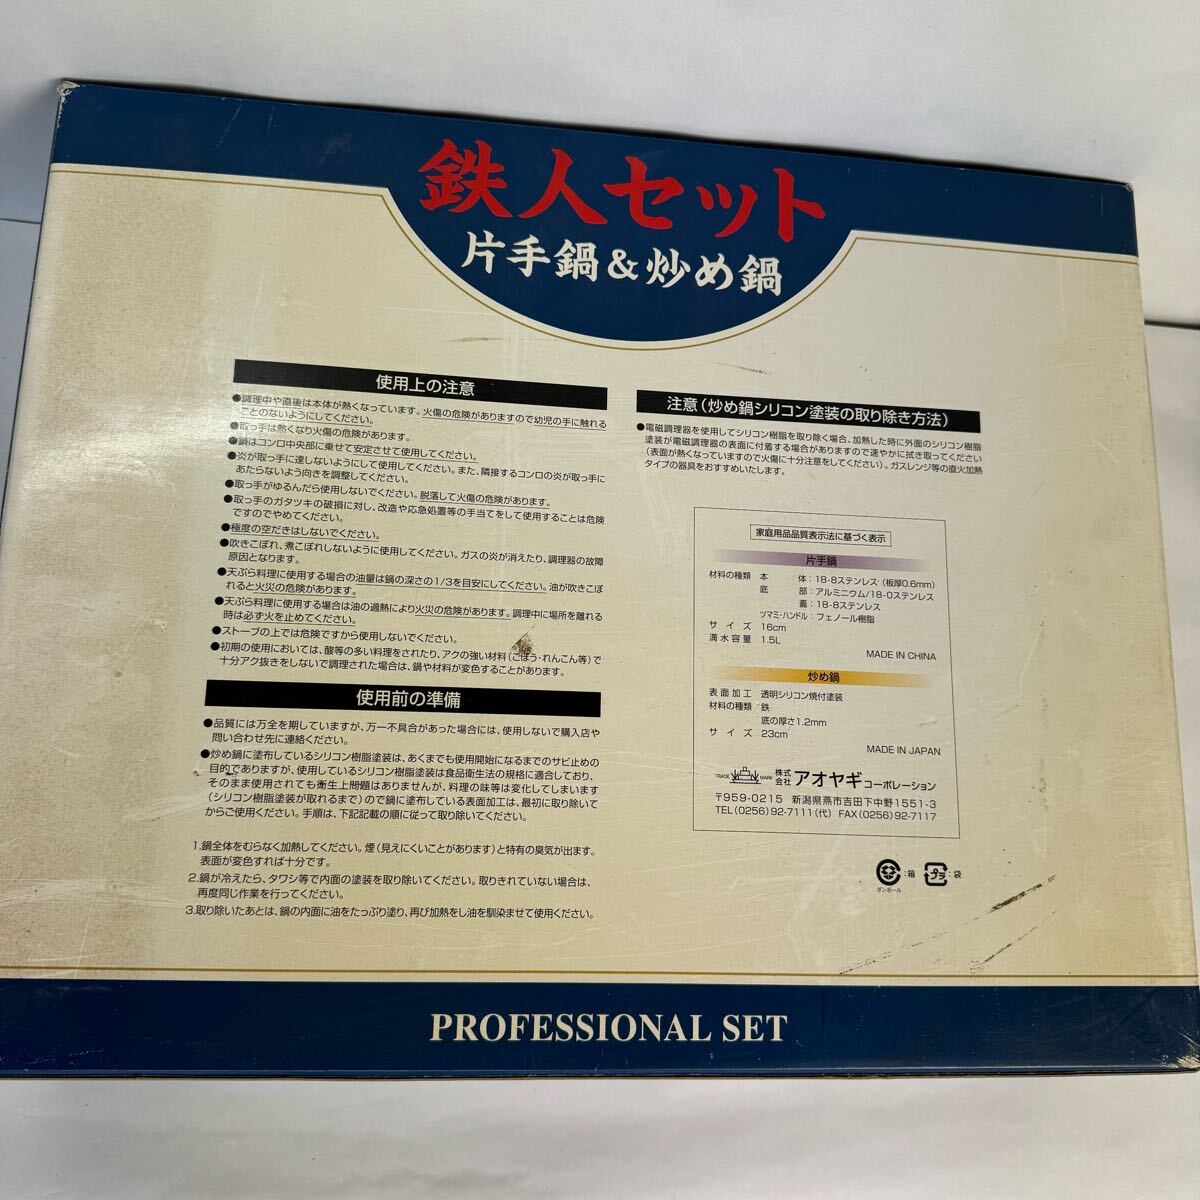 鉄人セット
片手鍋&炒め鍋
使用上の注意
●調理中や直後は本体が熱くなっています。火傷の危険がありますので幼児の手に触れる
ことのないようにしてください。
●取っ手は熱くなり火傷の危険があります。
●鍋はコンロ中央部に乗せて安定させて使用してください。
●炎が取っ手に達しないようにして使用してください。また、隣接するコンロの炎が取っ手に
あたらないよう向きを調整してください。
●取っ手がゆるんだら使用しないでください。脱落して火傷の危険があります。
●取っ手のガタツキの破損に対し、改造や応急処置等の手当てをして使用することは危険
ですのでやめてください。
●極度の空だきはしないでください。
●吹きこぼれ、煮こぼれしないように使用してください。ガスの炎が消えたり、調理器の故障
原因となります。
●天ぷら料理に使用する場合の油量は鍋の深さの1/3を目安にしてください。油が吹きこぼ
れると火災の危険があります。
●天ぷら料理に使用する場合は油の過熱により火災の危険があります。調理中に場所を離れる
時は必ず火を止めてください。
●ストーブの上では危険ですから使用しないでください。
●初期の使用においては、酸等の多い料理をされたり、アクの強い材料(ごぼう・れんこん等)で
十分アク抜きをしないで調理された場合は、鍋や材料が変色することがあります。
使用前の準備
●品質には万全を期していますが、万一不具合があった場合には、使用しないで購入店や
問い合わせ先に連絡ください。
●炒め鍋に塗布しているシリコン樹脂塗装は、あくまでも使用開始になるまでのサビ止めの
目的でありますが、使用しているシリコン樹脂塗装は食品衛生法の規格に適合しており、
そのまま使用されても衛生上問題はありませんが、料理の味等は変化してしまいます
(シリコン樹脂塗装が取れるまで)ので鍋に塗布している表面加工は、最初に取り除いて
からご使用ください。手順は、下記記載の順に従って取り除いてください。
1.鍋全体をむらなく加熱してください。煙(見えにくいことがあります)と特有の臭気が出ます。
表面が変色すれば十分です。
2.鍋が冷えたら、タワシ等で内面の塗装を取り除いてください。取りきれていない場合は、
再度同じ作業を行ってください。
3.取り除いたあとは、鍋の内面に油をたっぷり塗り、再び加熱をし油を馴染ませて使用ください。
注意(炒め鍋シリコン塗装の取り除き方法)
●電磁調理器を使用してシリコン樹脂を取り除く場合、加熱した時に外面のシリコン樹脂
塗装が電磁調理器の表面に付着する場合がありますので速やかに拭き取ってください
(表面が熱くなっていますので火傷に十分注意をしてください)。ガスレンジ等の直火加熱
タイプの器具をおすすめいたします。
家庭用品品質表示法に基づく表示
片手鍋
材料の種類 本 体:18-8ステンレス(板厚0.6mm)
底 部:アルミニウム/18-0ステンレス
蓋:18-8ステンレス
ツマミ・ハンドル:フェノール樹脂
サイズ 16cm
満水容量 1.5L
MADE IN CHINA
炒め鍋
表面加工 透明シリコン焼付塗装
材料の種類 鉄
底の厚さ1.2mm
サイズ 23cm
MADE IN JAPAN
TRADE MARK 株式会社 アオヤギコーポレーション
〒959-0215 新潟県燕市吉田下中野1551-3
TEL(0256)92-7111(代) FAX(0256)92-7117
ダンボール :箱 プラ :袋
PROFESSIONAL SET